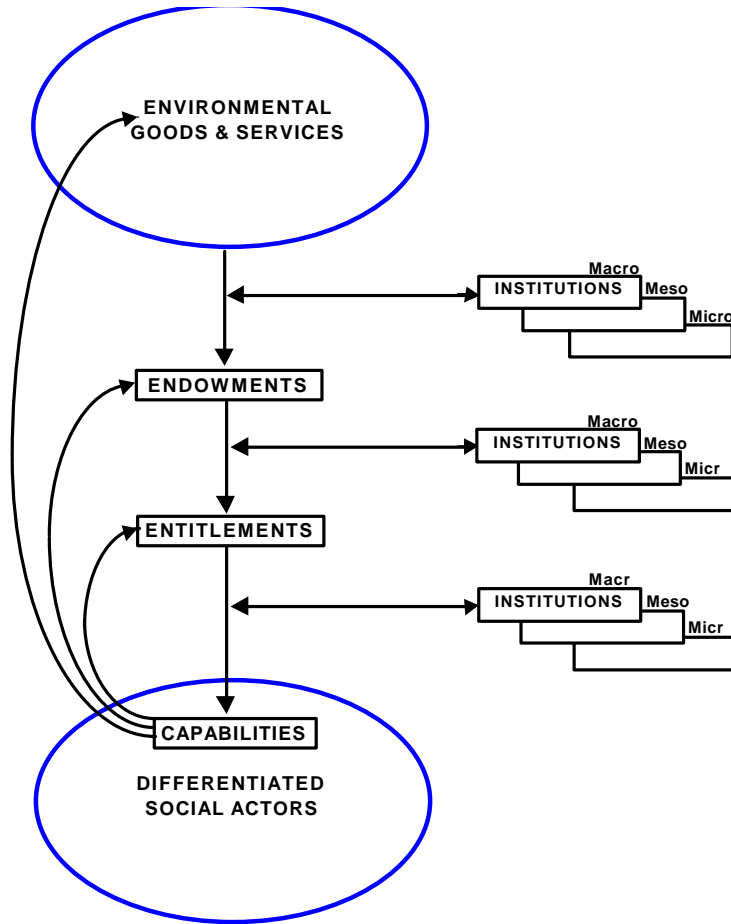 ENVIRONMENTAL
GOODS & SERVICES
Macro
INSTITUTIONS
Meso
Micro
ENDOWMENTS
Macro
INSTITUTIONS
Meso
Micr
ENTITLEMENTS
Macr
INSTITUTIONS
Meso
Micr
CAPABILITIES
DIFFERENTIATED
SOCIAL ACTORS